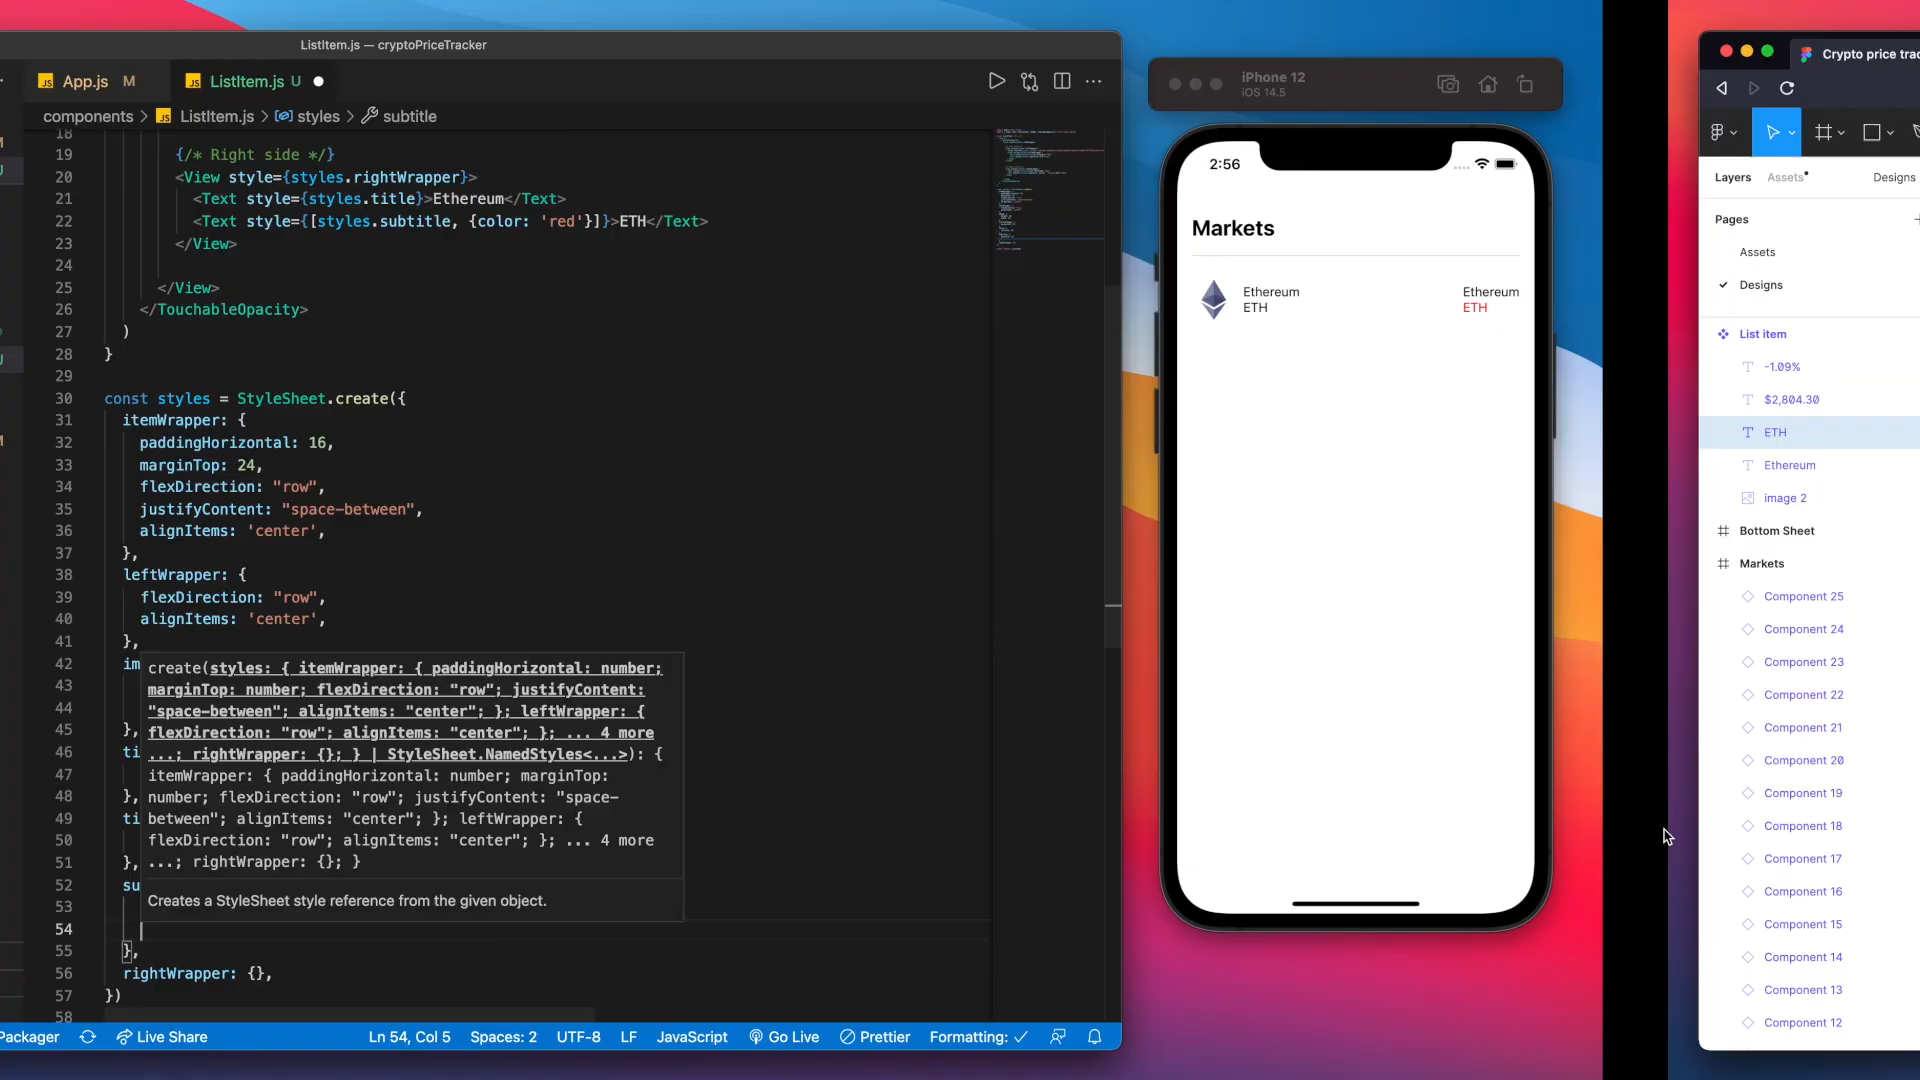 ListItem.js — cryptoPriceTracker
App.js M
ListItem.js U
components > ListItem.js > styles > subtitle
18
19 {/* Right side */}
20 <View style={styles.rightWrapper}>
21 <Text style={styles.title}>Ethereum</Text>
22 <Text style={[styles.subtitle, {color: 'red'}]}>ETH</Text>
23 </View>
24
25 </View>
26 </TouchableOpacity>
27 )
28 }
29
30 const styles = StyleSheet.create({
31 itemWrapper: {
32 paddingHorizontal: 16,
33 marginTop: 24,
34 flexDirection: "row",
35 justifyContent: "space-between",
36 alignItems: 'center',
37 },
38 leftWrapper: {
39 flexDirection: "row",
40 alignItems: 'center',
41 },
42 im
43
44
45 },
46 ti
47
48 },
49 ti
50
51 },
52 su
53
54
55 },
56 rightWrapper: {},
57 })
58
create(styles: { itemWrapper: { paddingHorizontal: number;
marginTop: number; flexDirection: "row"; justifyContent:
"space-between"; alignItems: "center"; }; leftWrapper: {
flexDirection: "row"; alignItems: "center"; }; ... 4 more
...; rightWrapper: {}; } | StyleSheet.NamedStyles<...>): {
itemWrapper: { paddingHorizontal: number; marginTop:
number; flexDirection: "row"; justifyContent: "space-
between"; alignItems: "center"; }; leftWrapper: {
flexDirection: "row"; alignItems: "center"; }; ... 4 more
...; rightWrapper: {}; }
Creates a StyleSheet style reference from the given object.
Packager
Live Share
Ln 54, Col 5
Spaces: 2
UTF-8
LF
JavaScript
Go Live
Prettier
Formatting: ✓
iPhone 12
iOS 14.5
2:56
Markets
Ethereum
ETH
Ethereum
ETH
Crypto price trac
Layers
Assets
Designs
Pages
Assets
Designs
List item
-1.09%
$2,804.30
ETH
Ethereum
image 2
Bottom Sheet
Markets
Component 25
Component 24
Component 23
Component 22
Component 21
Component 20
Component 19
Component 18
Component 17
Component 16
Component 15
Component 14
Component 13
Component 12